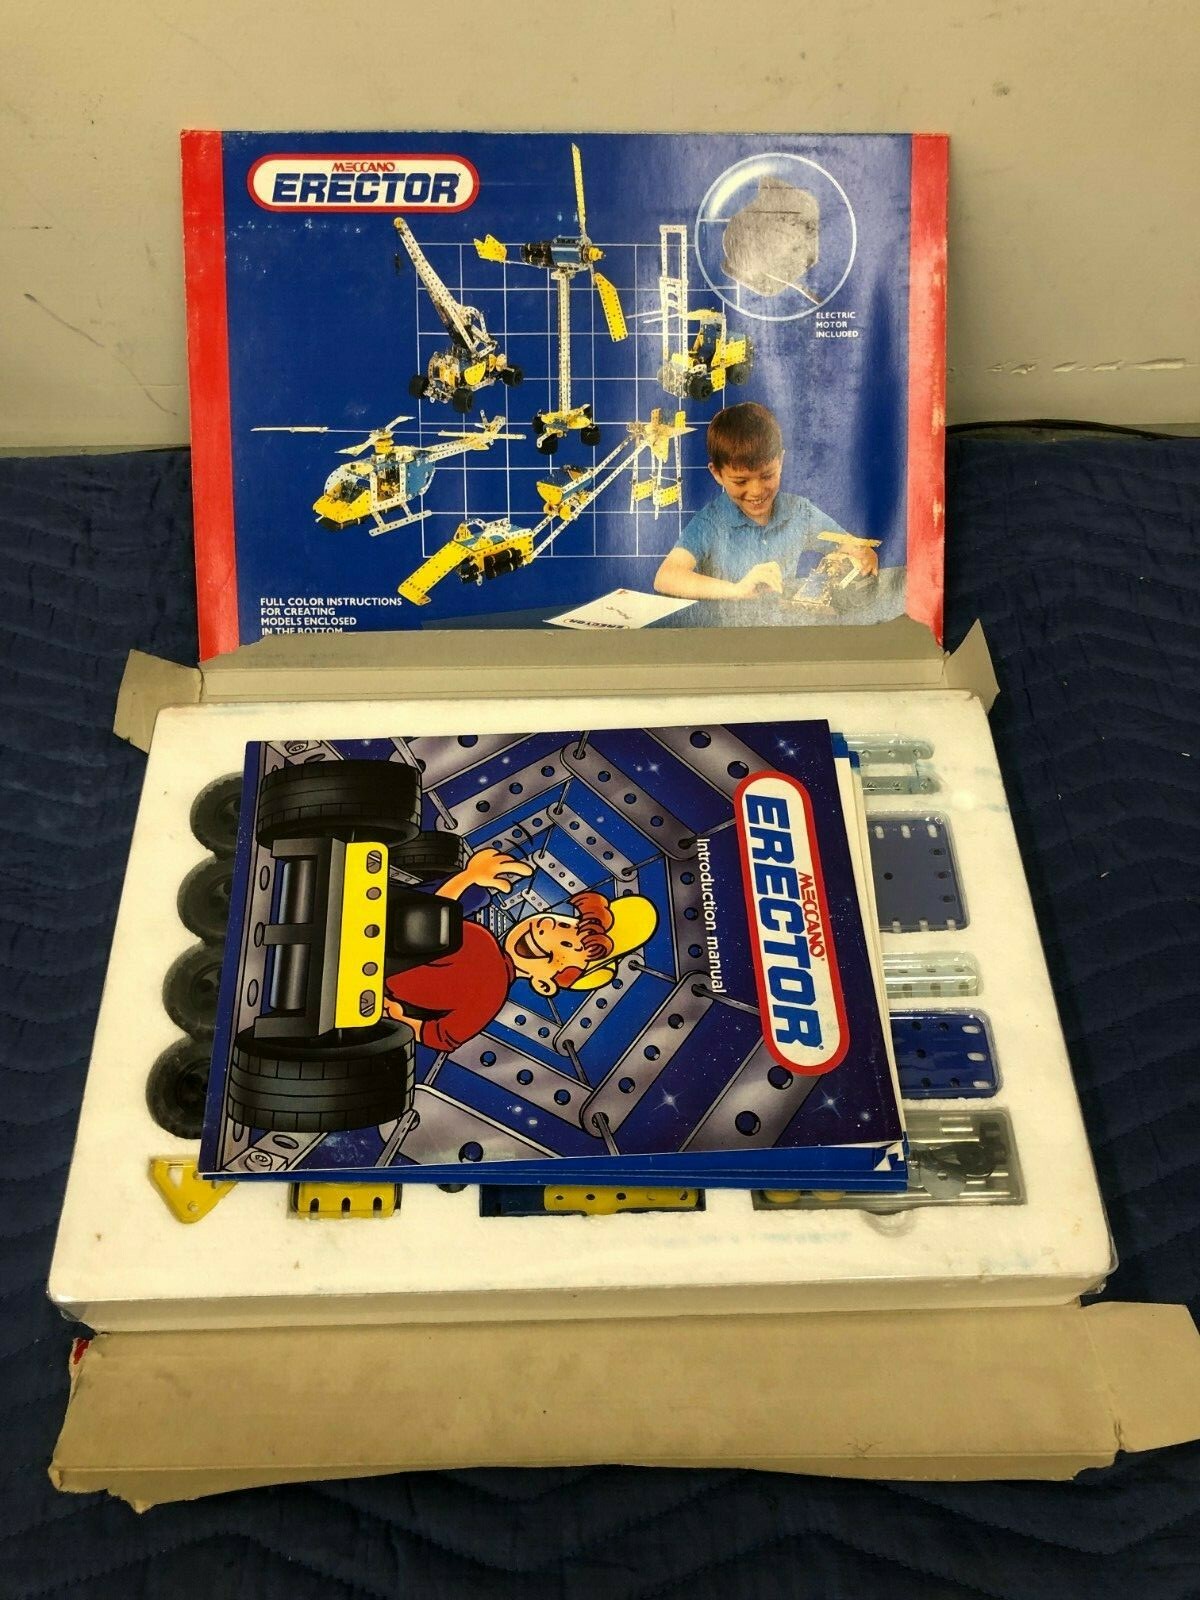 MECCANO
ERECTOR
ELECTRIC
MOTOR
INCLUDED
FULL COLOR INSTRUCTIONS
FOR CREATING
MODELS ENCLOSED
IN THE BOTTOM
ERECTOR
MECCANO
ERECTOR
Introduction manual